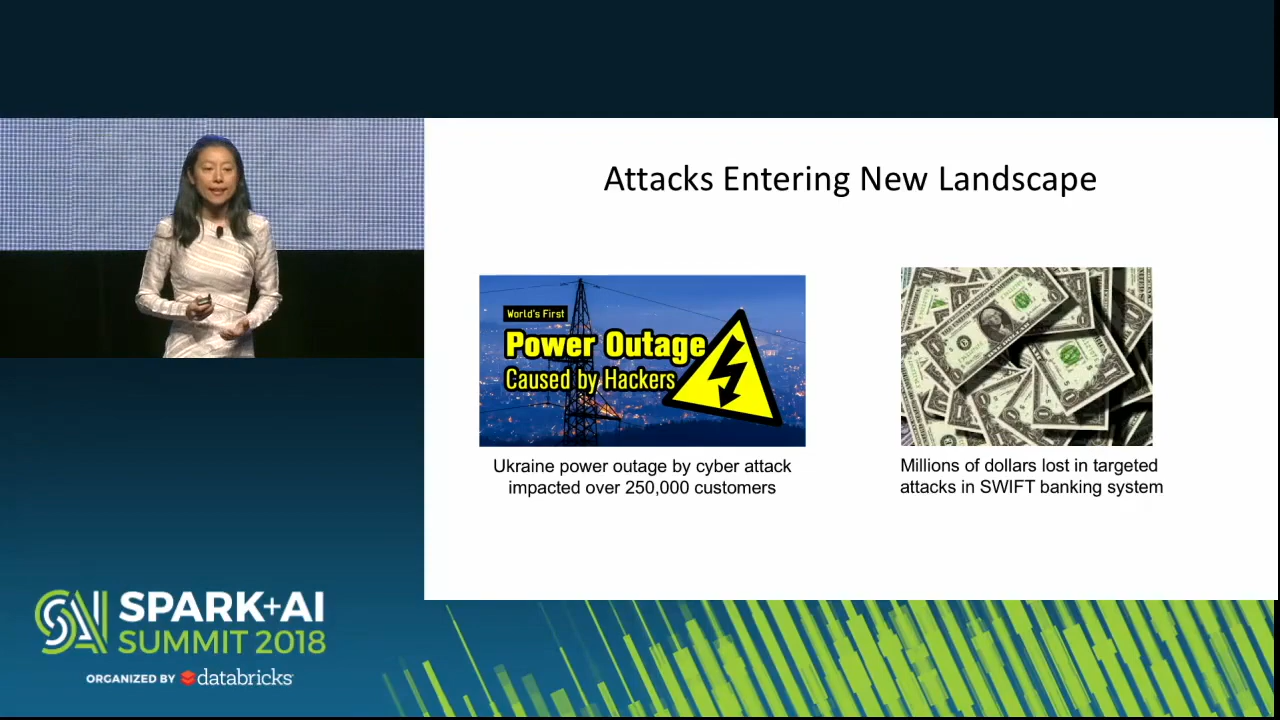 Attacks Entering New Landscape
World's First
Power Outage
Caused by Hackers
Ukraine power outage by cyber attack
impacted over 250,000 customers
Millions of dollars lost in targeted
attacks in SWIFT banking system
SPARK+AI
SUMMIT 2018
ORGANIZED BY databricks